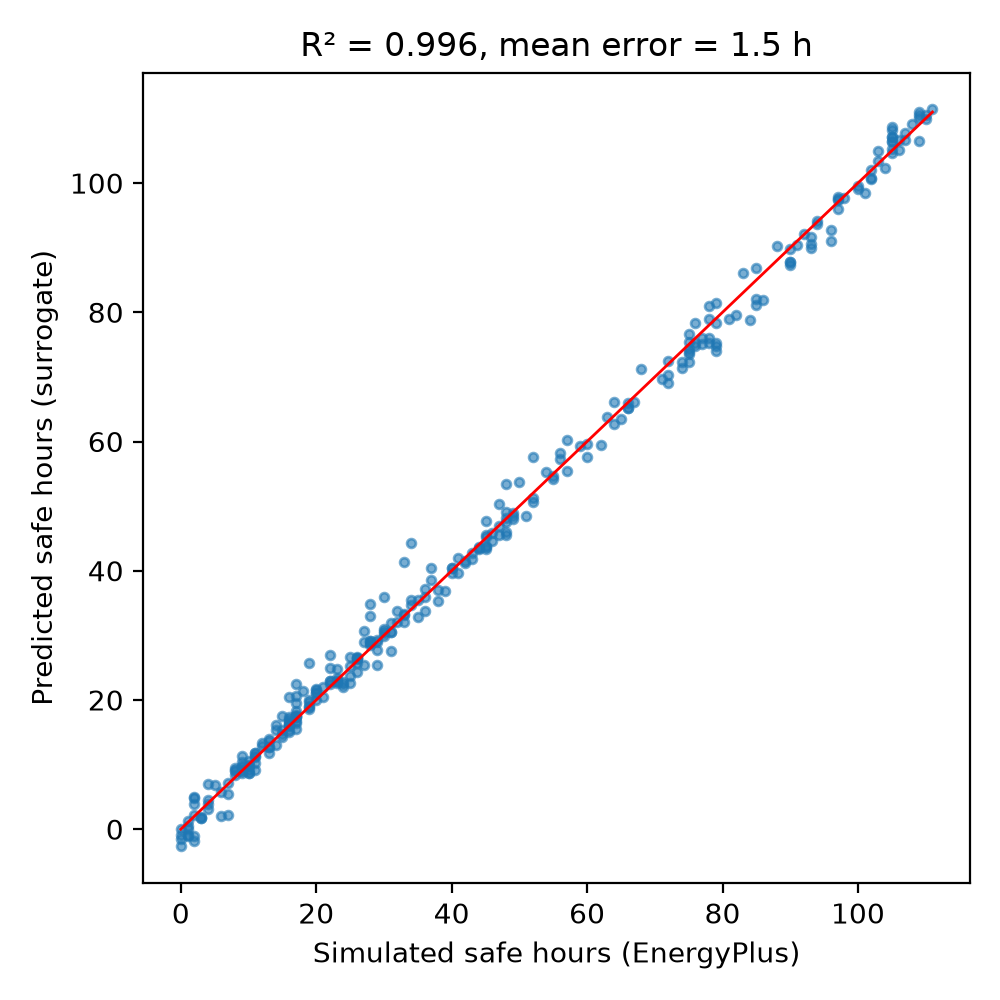 R² = 0.996, mean error = 1.5 h
100
80
60
40
20
0
Predicted safe hours (surrogate)
0 20 40 60 80 100
Simulated safe hours (EnergyPlus)